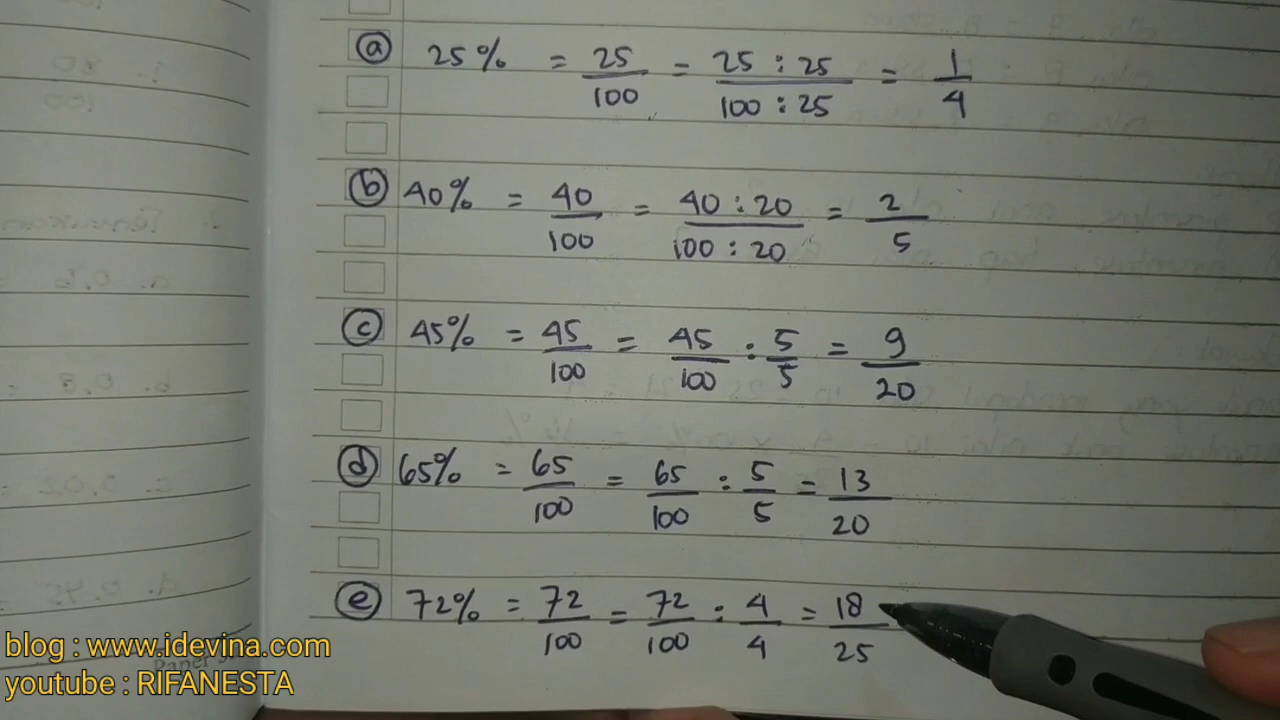 ⓐ 25% = 25/100 = 25 : 25/100 : 25 = 1/4
ⓑ 40% = 40/100 = 40 : 20/100 : 20 = 2/5
ⓒ 45% = 45/100 = 45/100 : 5/5 = 9/20
ⓓ 65% = 65/100 = 65/100 : 5/5 = 13/20
ⓔ 72% = 72/100 = 72/100 : 4/4 = 18/25
blog : www.idevina.com
youtube : RIFANESTA